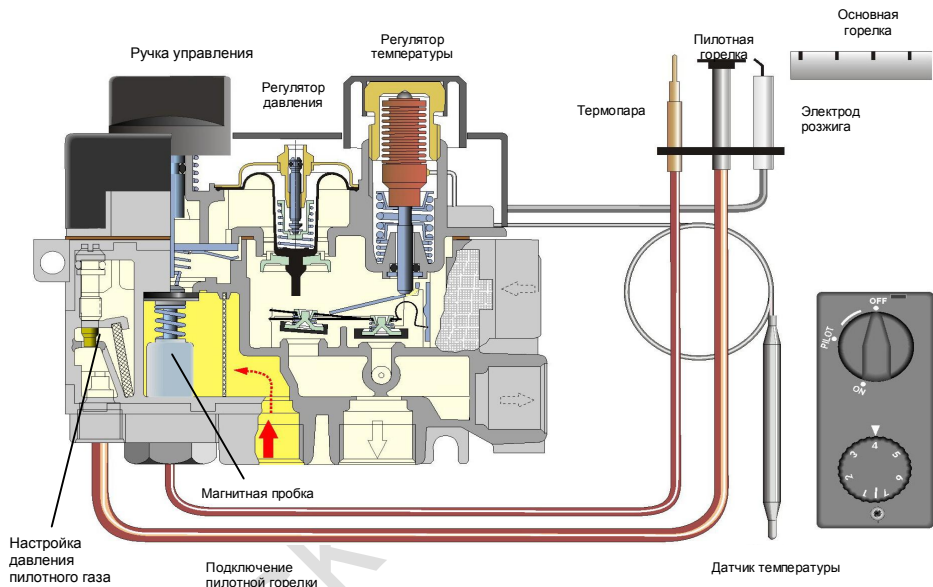 Основная
горелка
Ручка управления
Регулятор
температуры
Пилотная
горелка
Регулятор
давления
Термопара
Электрод
розжига
OFF
PILOT
ON
4
3
5
2
6
1
7
Магнитная пробка
Настройка
давления
пилотного газа
Подключение
пилотной горелки
Датчик температуры